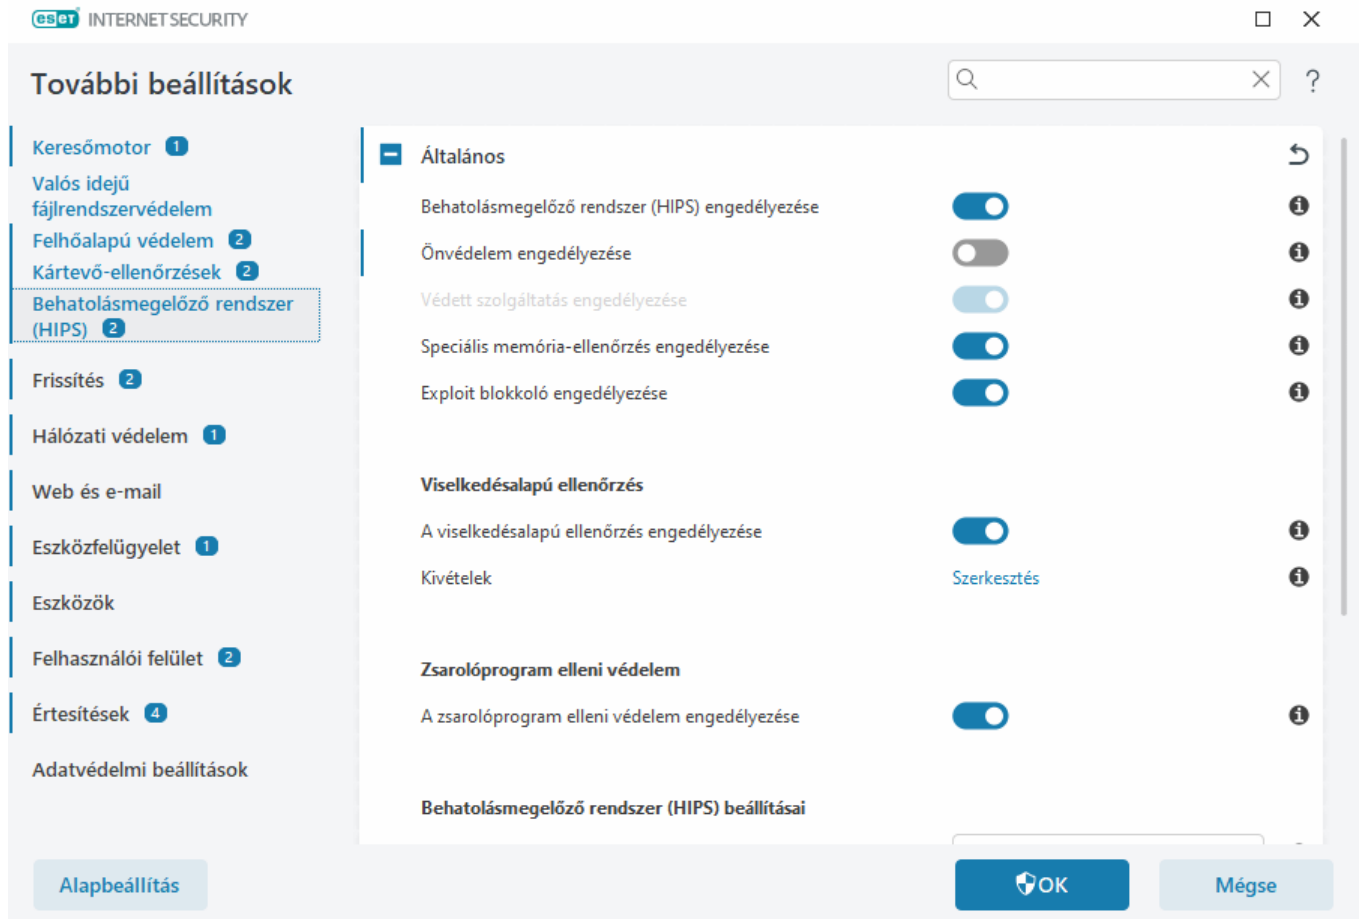 eset INTERNET SECURITY
További beállítások
?
Keresőmotor 1
Valós idejű
fájlrendszervédelem
Felhőalapú védelem 2
Kártevő-ellenőrzések 2
Behatolásmegelőző rendszer
(HIPS) 2
Frissítés 2
Hálózati védelem 1
Web és e-mail
Eszközfelügyelet 1
Eszközök
Felhasználói felület 2
Értesítések 4
Adatvédelmi beállítások
Általános
Behatolásmegelőző rendszer (HIPS) engedélyezése
Önvédelem engedélyezése
Védett szolgáltatás engedélyezése
Speciális memória-ellenőrzés engedélyezése
Exploit blokkoló engedélyezése
Viselkedésalapú ellenőrzés
A viselkedésalapú ellenőrzés engedélyezése
Kivételek Szerkesztés
Zsarolóprogram elleni védelem
A zsarolóprogram elleni védelem engedélyezése
Behatolásmegelőző rendszer (HIPS) beállításai
Alapbeállítás
OK
Mégse